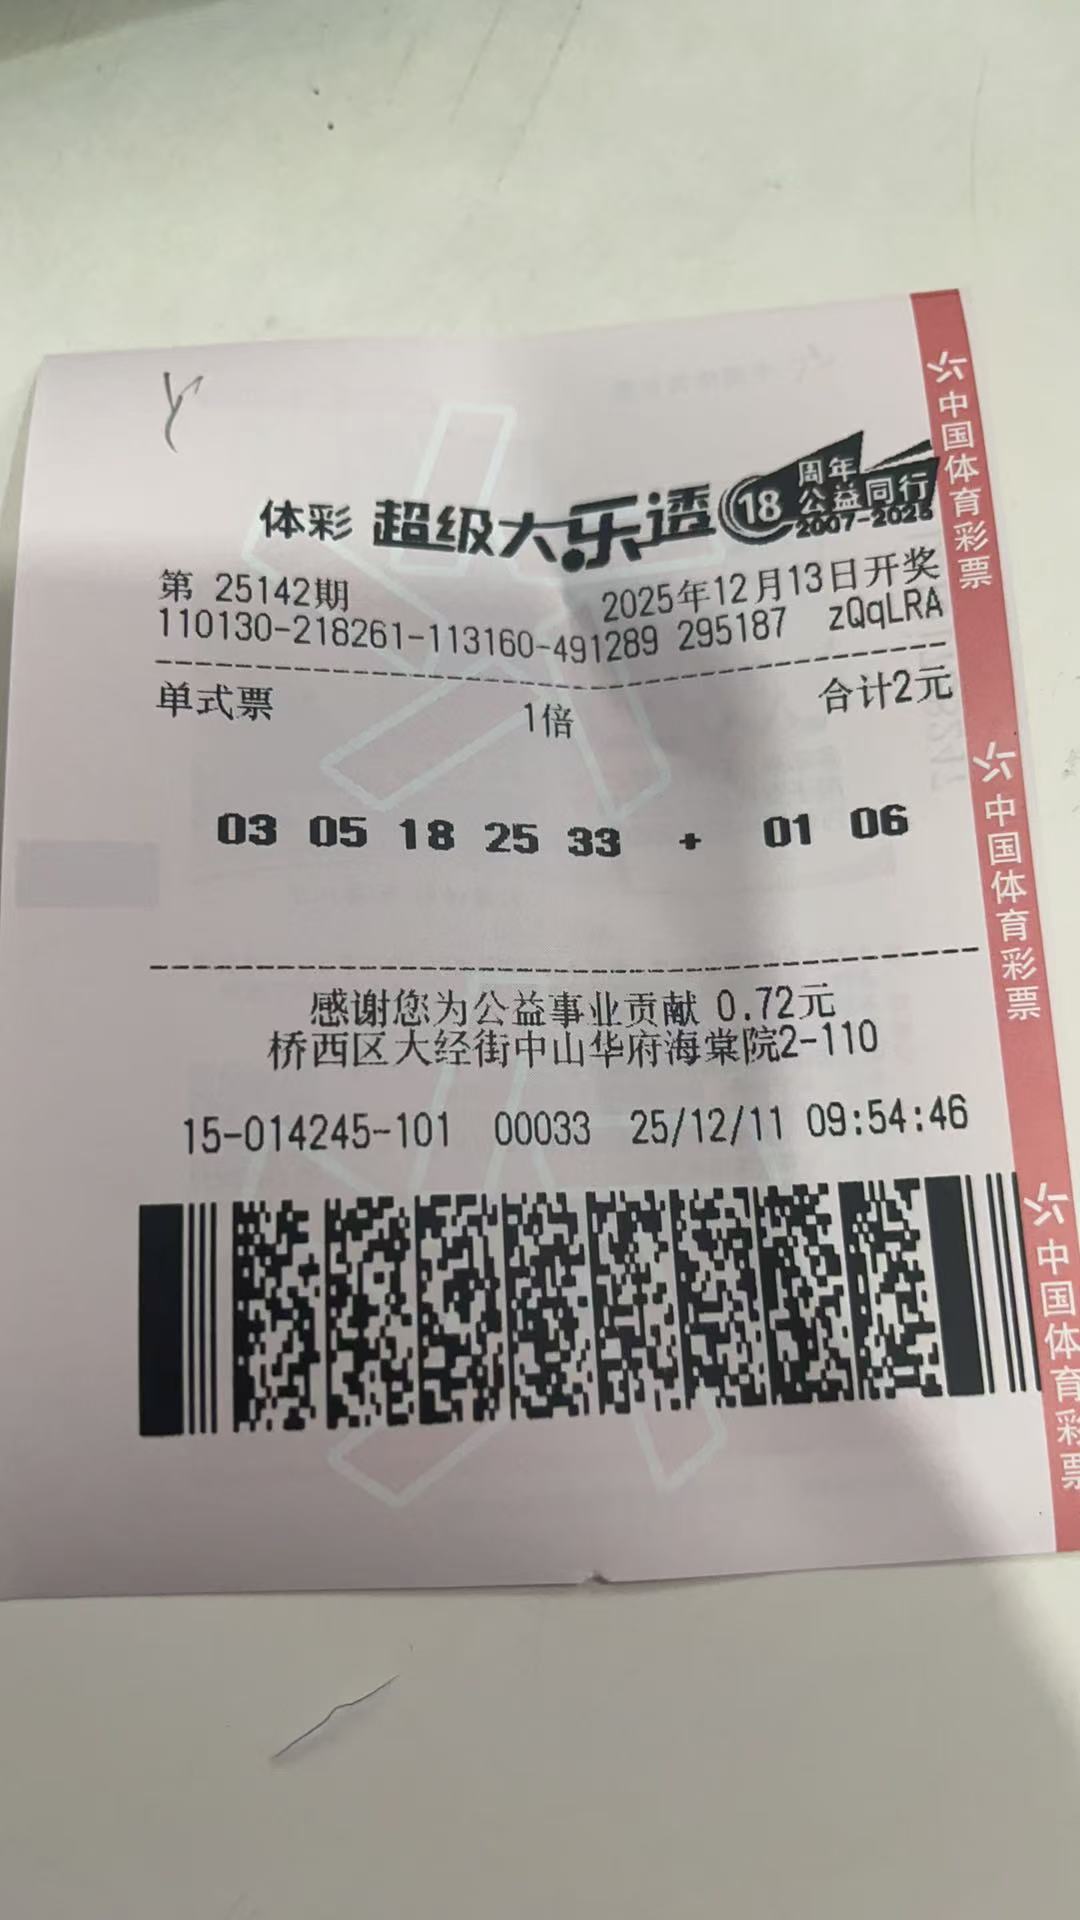 Y
体彩 超级大乐透 18 周年 公益同行 2007-2025
第 25142期 2025年12月13日开奖
110130-218261-113160-491289 295187 zQqLRA
单式票 1倍 合计2元
03 05 18 25 33 + 01 06
感谢您为公益事业贡献 0.72元
桥西区大经街中山华府海棠院2-110
15-014245-101 00033 25/12/11 09:54:46
中国体育彩票
中国体育彩票
中国体育彩票